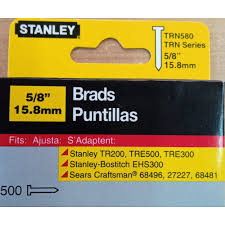 STANLEY
TRN580
TRN Series
5/8"
15.8mm
5/8"
15.8mm
Brads
Puntillas
Fits: Ajusta: S'Adaptent:
Stanley TR200, TRE500, TRE300
Stanley-Bostitch EHS300
Sears Craftsman® 68496, 27227, 68481
500